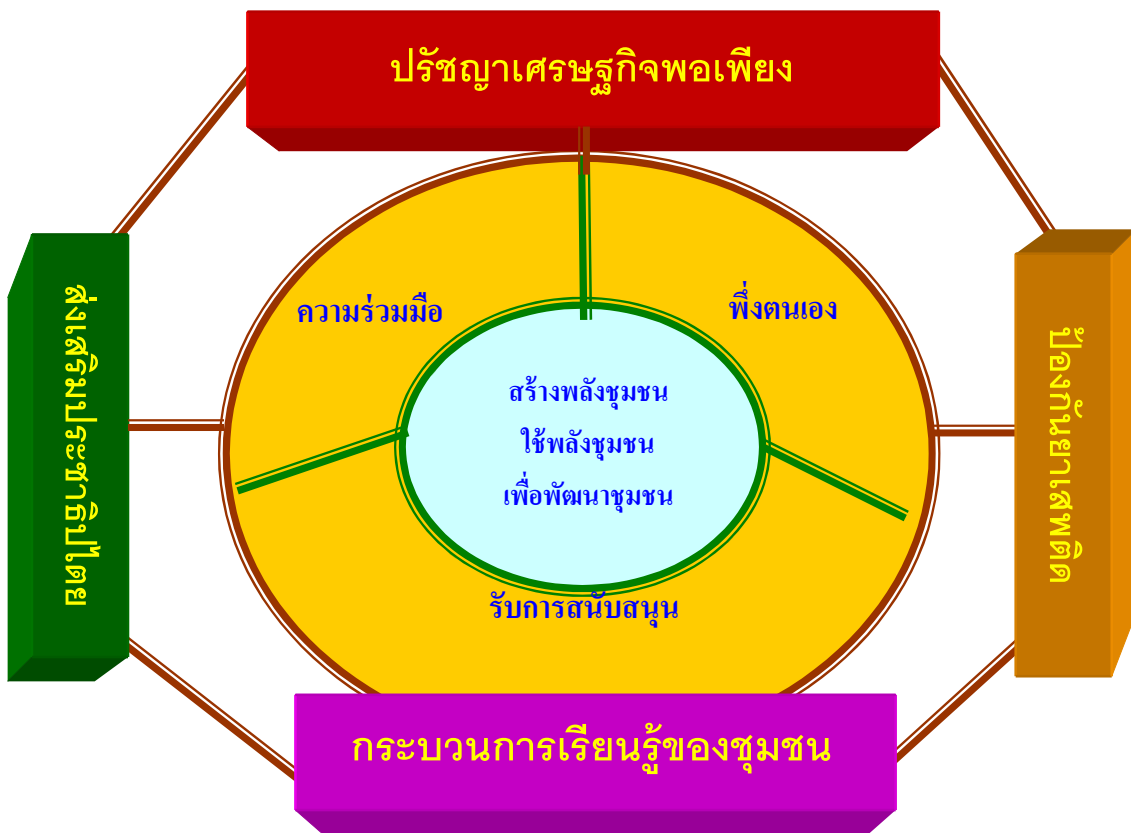 ปรัชญาเศรษฐกิจพอเพียง
ความร่วมมือ
พึ่งตนเอง
ส่งเสริมประชาธิปไตย
ป้องกันยาเสพติด
สร้างพลังชุมชน
ใช้พลังชุมชน
เพื่อพัฒนาชุมชน
รับการสนับสนุน
กระบวนการเรียนรู้ของชุมชน